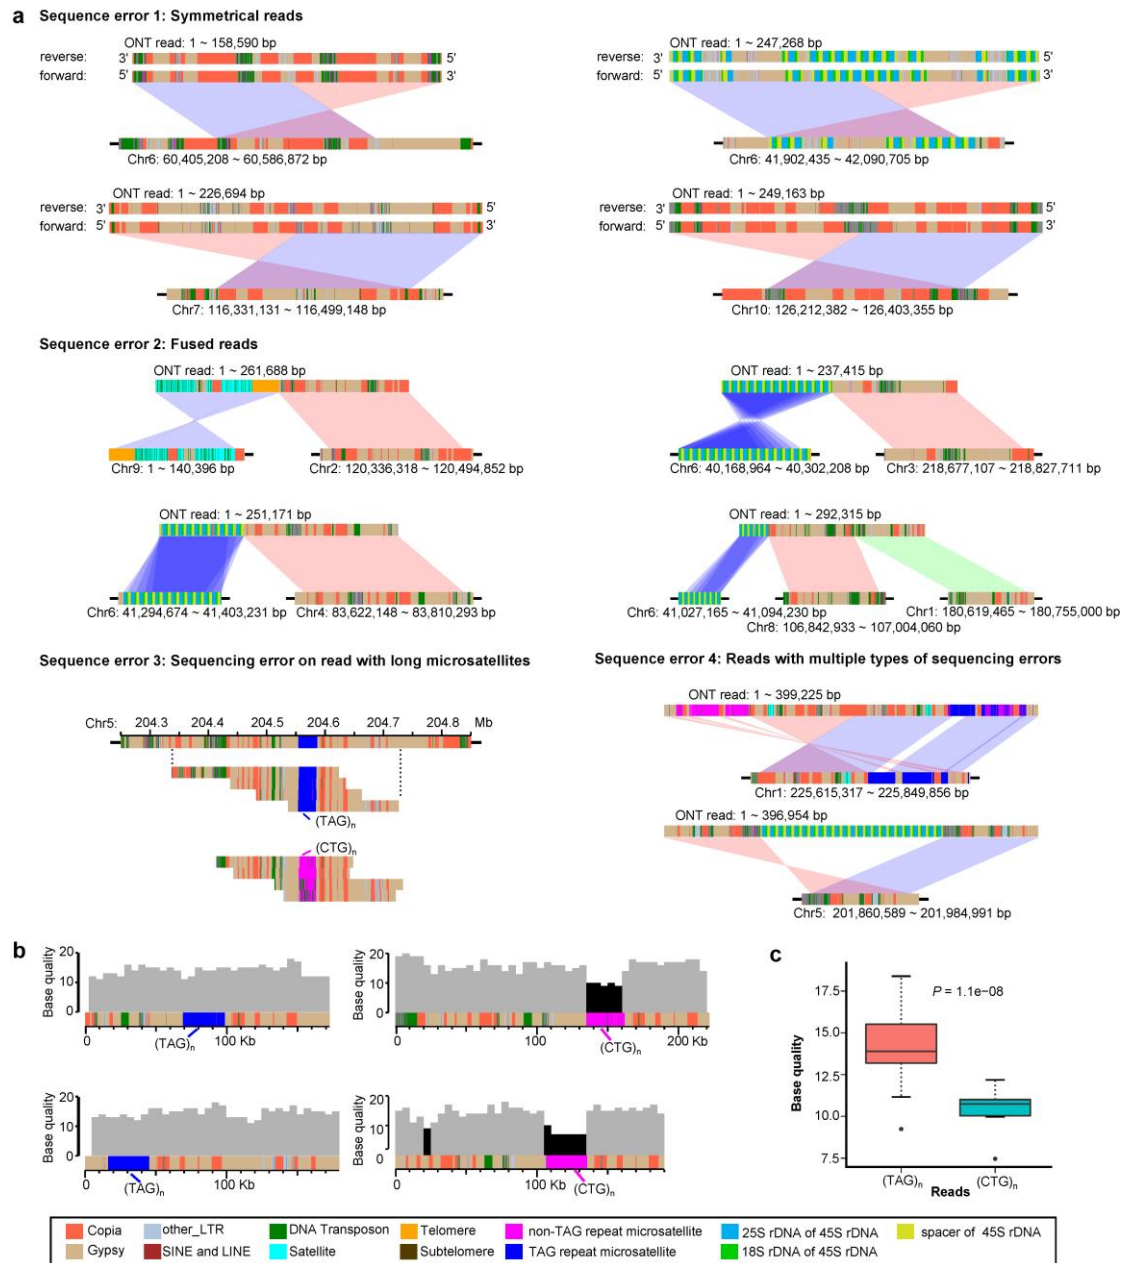 a Sequence error 1: Symmetrical reads
ONT read: 1 ~ 158,590 bp
reverse: 3' 5'
forward: 5' 3'
Chr6: 60,405,208 ~ 60,586,872 bp
ONT read: 1 ~ 247,268 bp
reverse: 3' 5'
forward: 5' 3'
Chr6: 41,902,435 ~ 42,090,705 bp
ONT read: 1 ~ 226,694 bp
reverse: 3' 5'
forward: 5' 3'
Chr7: 116,331,131 ~ 116,499,148 bp
ONT read: 1 ~ 249,163 bp
reverse: 3' 5'
forward: 5' 3'
Chr10: 126,212,382 ~ 126,403,355 bp
Sequence error 2: Fused reads
ONT read: 1 ~ 261,688 bp
Chr9: 1 ~ 140,396 bp
Chr2: 120,336,318 ~ 120,494,852 bp
ONT read: 1 ~ 237,415 bp
Chr6: 40,168,964 ~ 40,302,208 bp
Chr3: 218,677,107 ~ 218,827,711 bp
ONT read: 1 ~ 251,171 bp
Chr6: 41,294,674 ~ 41,403,231 bp
Chr4: 83,622,148 ~ 83,810,293 bp
ONT read: 1 ~ 292,315 bp
Chr6: 41,027,165 ~ 41,094,230 bp
Chr1: 180,619,465 ~ 180,755,000 bp
Chr8: 106,842,933 ~ 107,004,060 bp
Sequence error 3: Sequencing error on read with long microsatellites
Chr5: 204.3 204.4 204.5 204.6 204.7 204.8 Mb
(TAG)n
(CTG)n
Sequence error 4: Reads with multiple types of sequencing errors
ONT read: 1 ~ 399,225 bp
Chr1: 225,615,317 ~ 225,849,856 bp
ONT read: 1 ~ 396,954 bp
Chr5: 201,860,589 ~ 201,984,991 bp
b
Base quality
20
10
0
0 100 Kb
(TAG)n
Base quality
20
10
0
0 100 Kb 200 Kb
(CTG)n
Base quality
20
10
0
0 100 Kb
(TAG)n
Base quality
20
10
0
0 100 Kb
(CTG)n
c
P = 1.1e−08
Base quality
17.5
15.0
12.5
10.0
7.5
(TAG)n (CTG)n
Reads
Copia other_LTR DNA Transposon Telomere non-TAG repeat microsatellite 25S rDNA of 45S rDNA spacer of 45S rDNA
Gypsy SINE and LINE Satellite Subtelomere TAG repeat microsatellite 18S rDNA of 45S rDNA